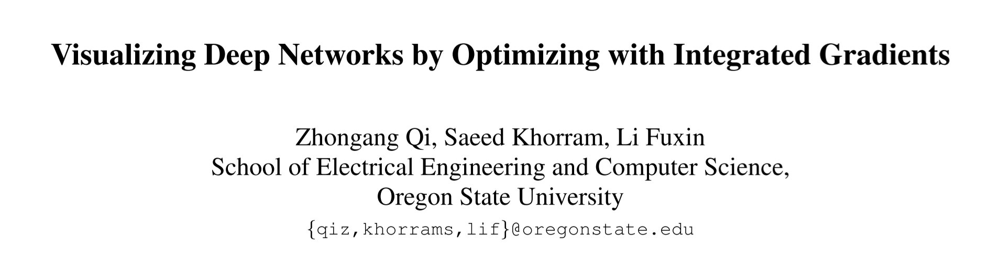 Visualizing Deep Networks by Optimizing with Integrated Gradients
Zhongang Qi, Saeed Khorram, Li Fuxin
School of Electrical Engineering and Computer Science,
Oregon State University
{qiz,khorrams,lif}@oregonstate.edu